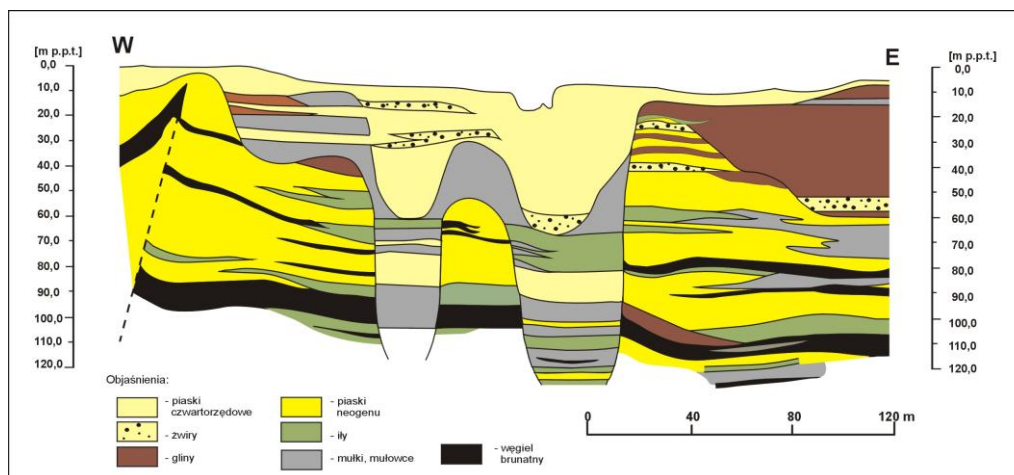 W
E
[m p.p.t.]
0,0
10,0
20,0
30,0
40,0
50,0
60,0
70,0
80,0
90,0
100,0
110,0
120,0
[m p.p.t.]
0,0
10,0
20,0
30,0
40,0
50,0
60,0
70,0
80,0
90,0
100,0
110,0
120,0
Objaśnienia:
- piaski
czwartorzędowe
- żwiry
- gliny
- piaski
neogenu
- iły
- mułki, mułowce
- węgiel
brunatny
0 40 80 120 m